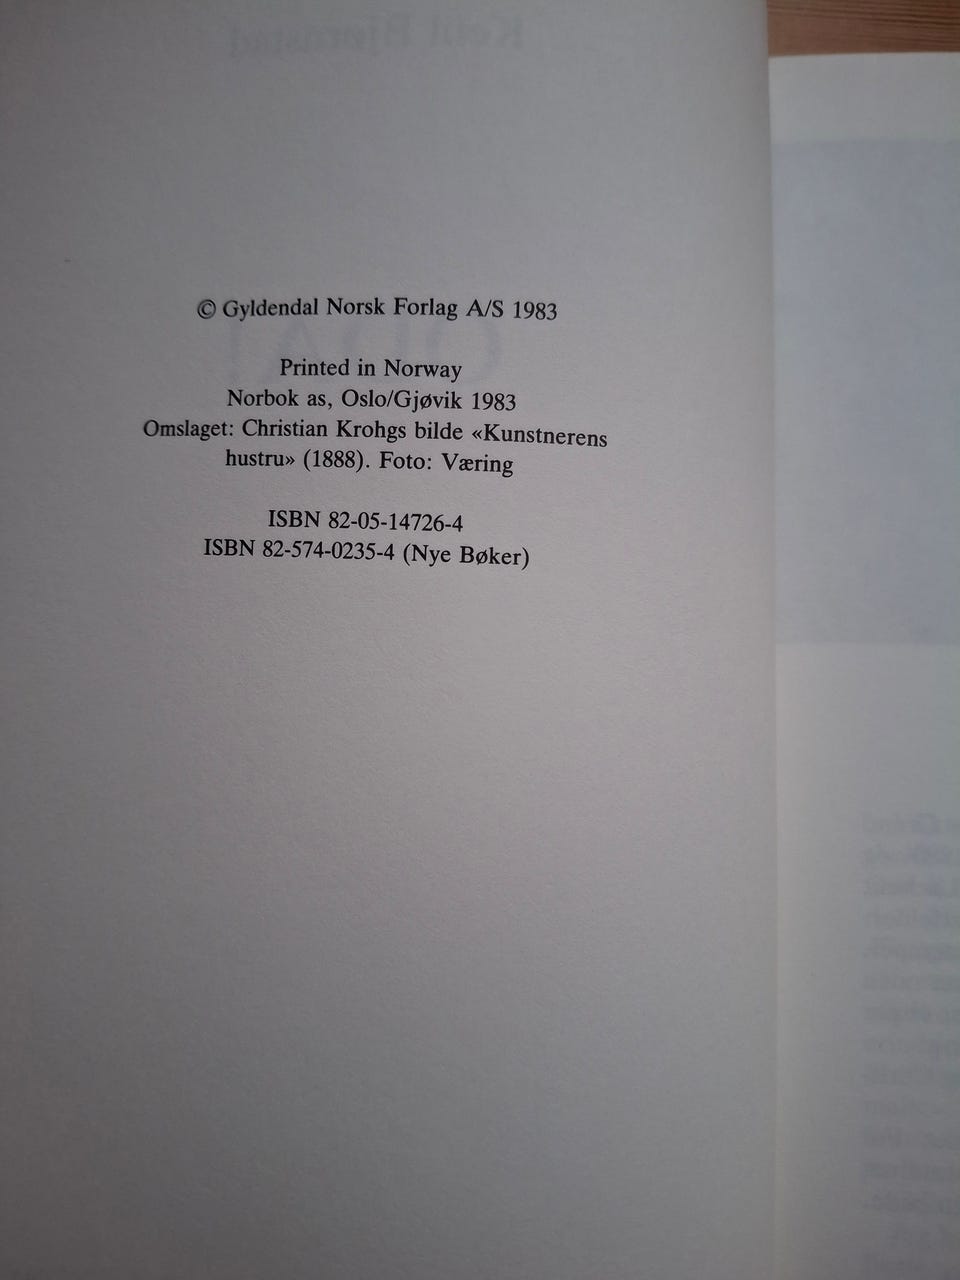 © Gyldendal Norsk Forlag A/S 1983
Printed in Norway
Norbok as, Oslo/Gjøvik 1983
Omslaget: Christian Krohgs bilde «Kunstnerens
hustru» (1888). Foto: Væring
ISBN 82-05-14726-4
ISBN 82-574-0235-4 (Nye Bøker)